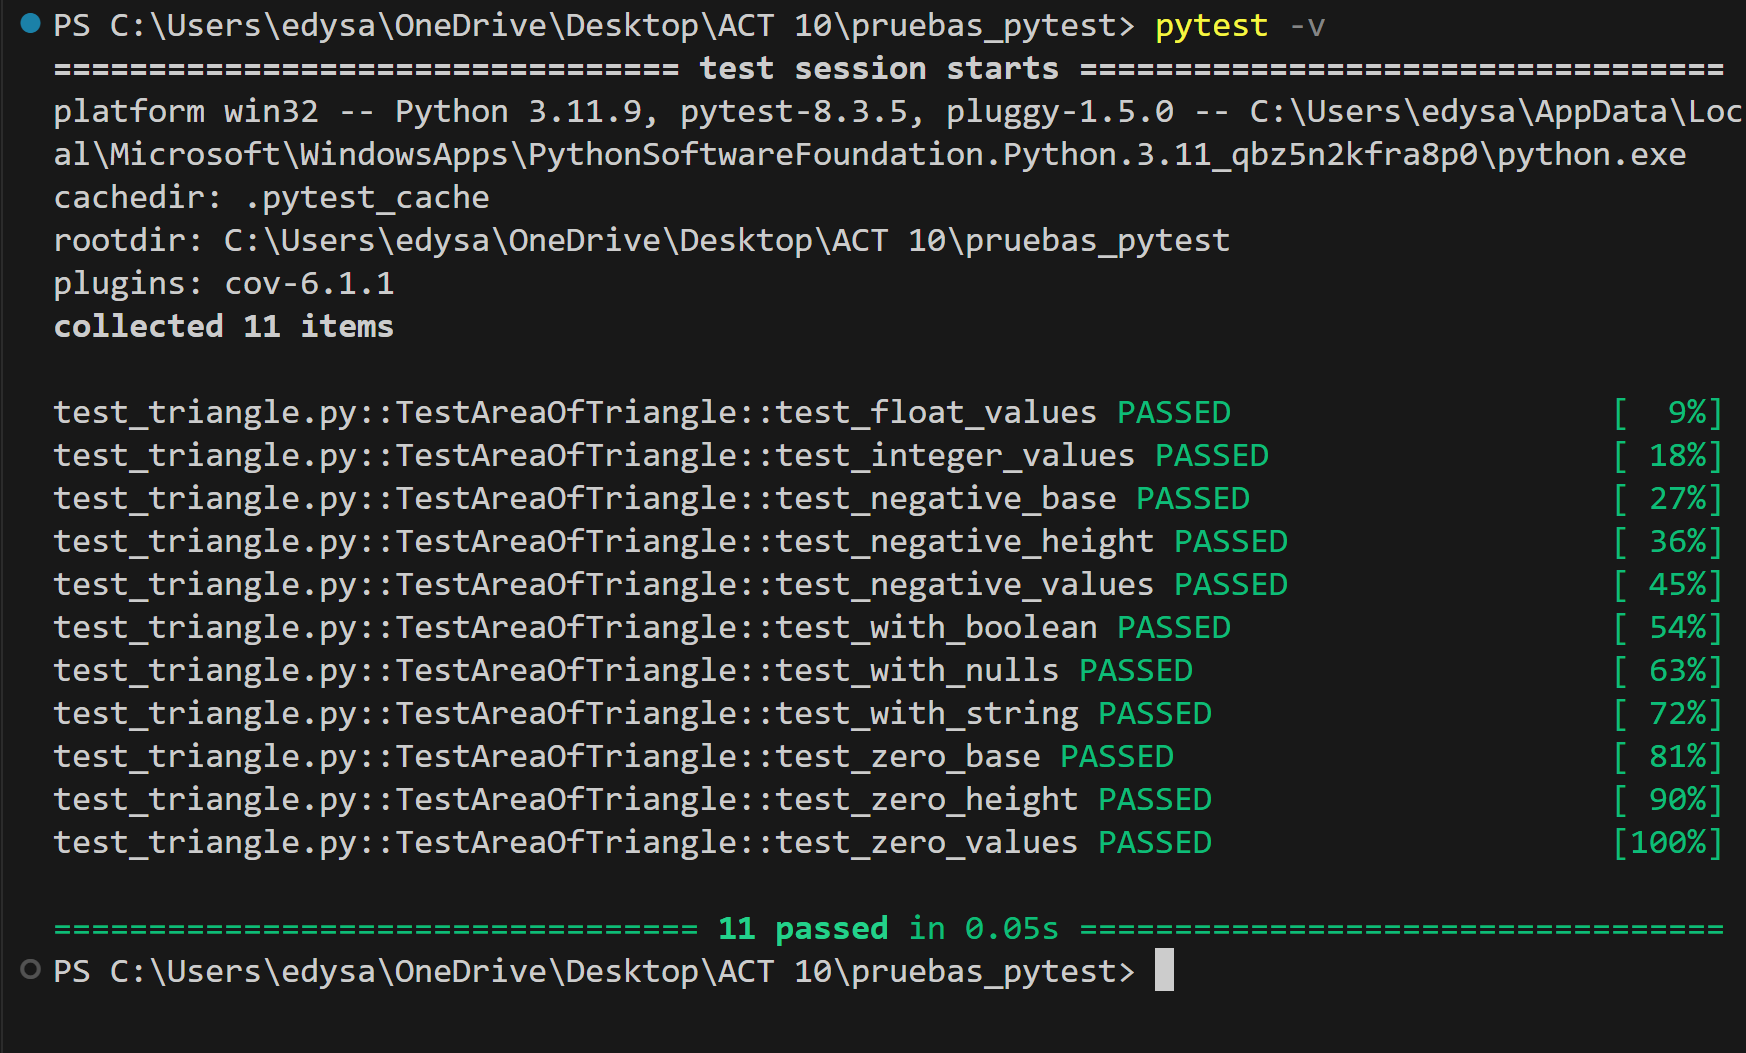 PS C:\Users\edysa\OneDrive\Desktop\ACT 10\pruebas_pytest> pytest -v
================================= test session starts ==================================
platform win32 -- Python 3.11.9, pytest-8.3.5, pluggy-1.5.0 -- C:\Users\edysa\AppData\Loc
al\Microsoft\WindowsApps\PythonSoftwareFoundation.Python.3.11_qbz5n2kfra8p0\python.exe
cachedir: .pytest_cache
rootdir: C:\Users\edysa\OneDrive\Desktop\ACT 10\pruebas_pytest
plugins: cov-6.1.1
collected 11 items
test_triangle.py::TestAreaOfTriangle::test_float_values PASSED                    [  9%]
test_triangle.py::TestAreaOfTriangle::test_integer_values PASSED                  [ 18%]
test_triangle.py::TestAreaOfTriangle::test_negative_base PASSED                   [ 27%]
test_triangle.py::TestAreaOfTriangle::test_negative_height PASSED                 [ 36%]
test_triangle.py::TestAreaOfTriangle::test_negative_values PASSED                 [ 45%]
test_triangle.py::TestAreaOfTriangle::test_with_boolean PASSED                    [ 54%]
test_triangle.py::TestAreaOfTriangle::test_with_nulls PASSED                      [ 63%]
test_triangle.py::TestAreaOfTriangle::test_with_string PASSED                     [ 72%]
test_triangle.py::TestAreaOfTriangle::test_zero_base PASSED                       [ 81%]
test_triangle.py::TestAreaOfTriangle::test_zero_height PASSED                     [ 90%]
test_triangle.py::TestAreaOfTriangle::test_zero_values PASSED                     [100%]
================================== 11 passed in 0.05s ==================================
PS C:\Users\edysa\OneDrive\Desktop\ACT 10\pruebas_pytest>